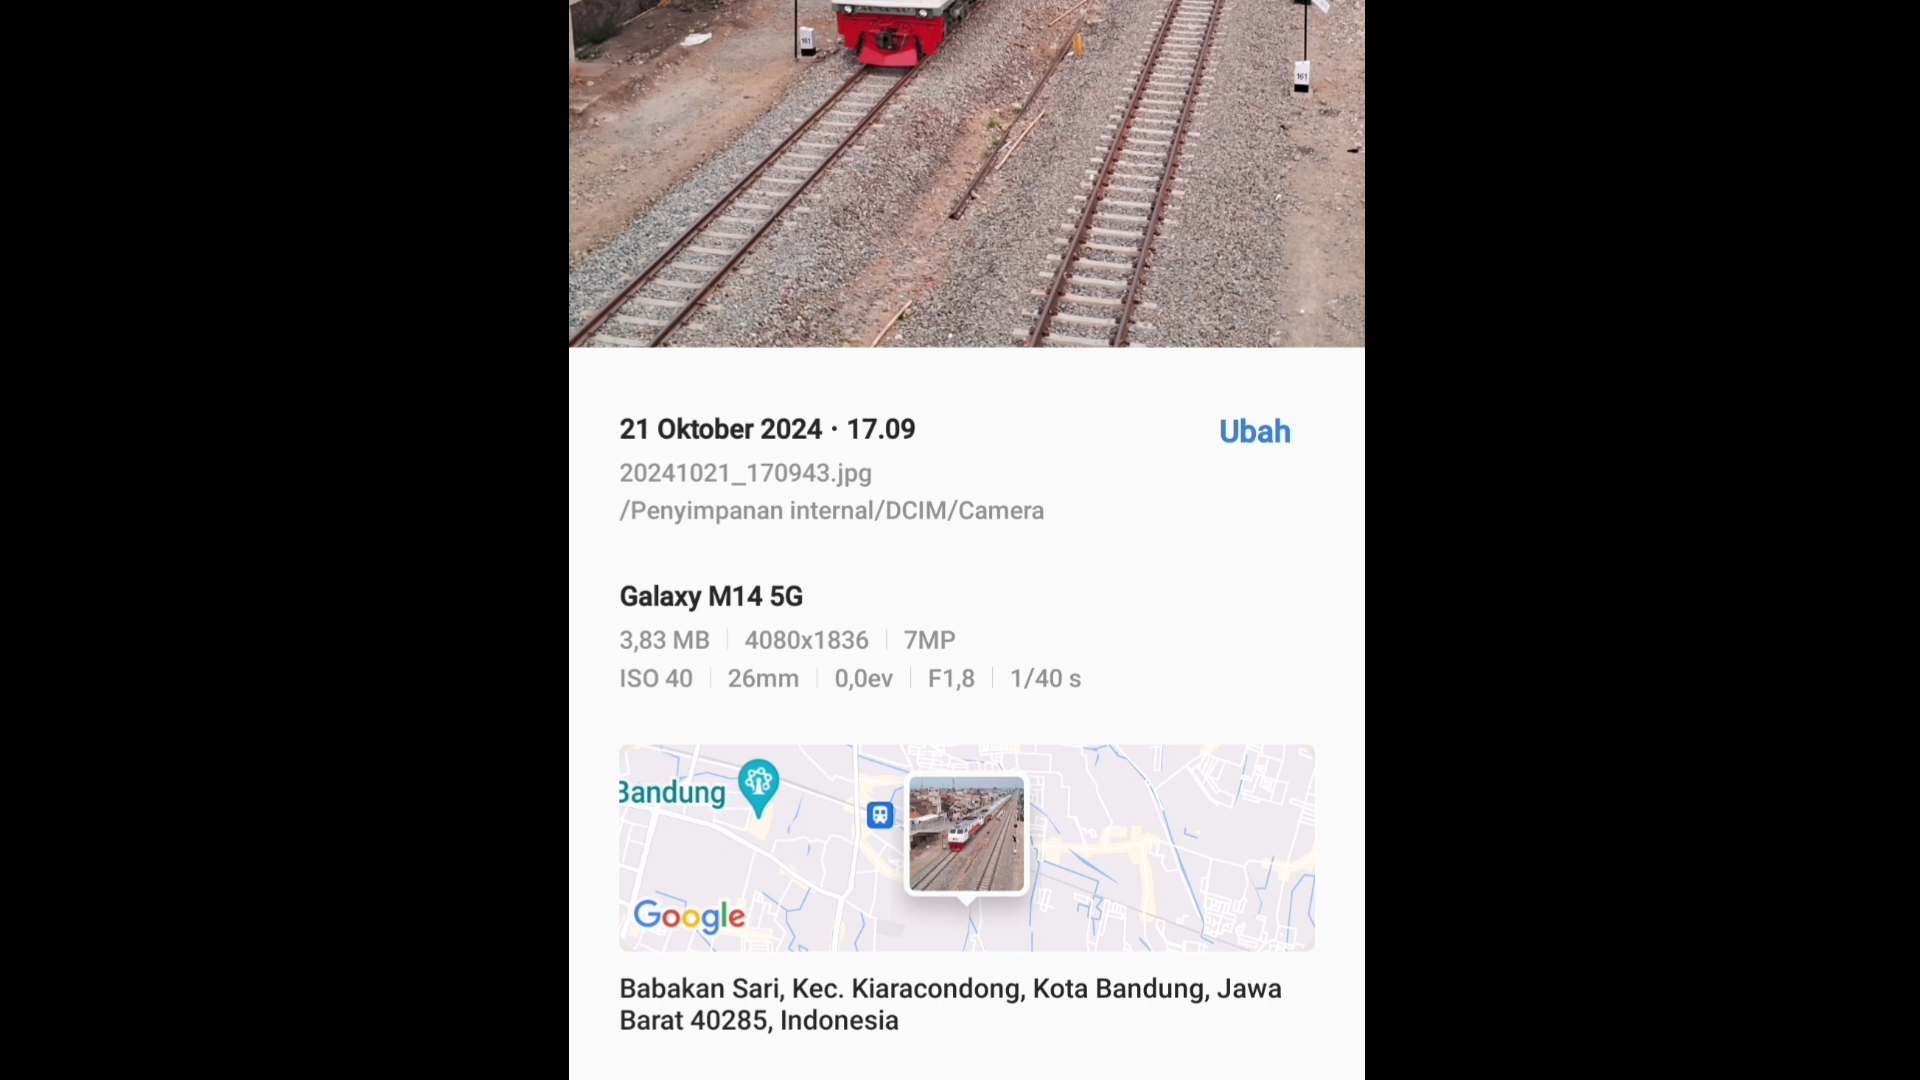 161
161
21 Oktober 2024 · 17.09
Ubah
20241021_170943.jpg
/Penyimpanan internal/DCIM/Camera
Galaxy M14 5G
3,83 MB | 4080x1836 | 7MP
ISO 40 | 26mm | 0,0ev | F1,8 | 1/40 s
Bandung
Google
Babakan Sari, Kec. Kiaracondong, Kota Bandung, Jawa
Barat 40285, Indonesia